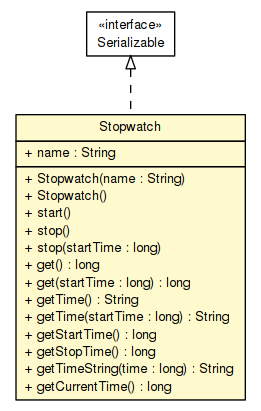 «interface»
Serializable
Stopwatch
+ name : String
+ Stopwatch(name : String)
+ Stopwatch()
+ start()
+ stop()
+ stop(startTime : long)
+ get() : long
+ get(startTime : long) : long
+ getTime() : String
+ getTime(startTime : long) : String
+ getStartTime() : long
+ getStopTime() : long
+ getTimeString(time : long) : String
+ getCurrentTime() : long